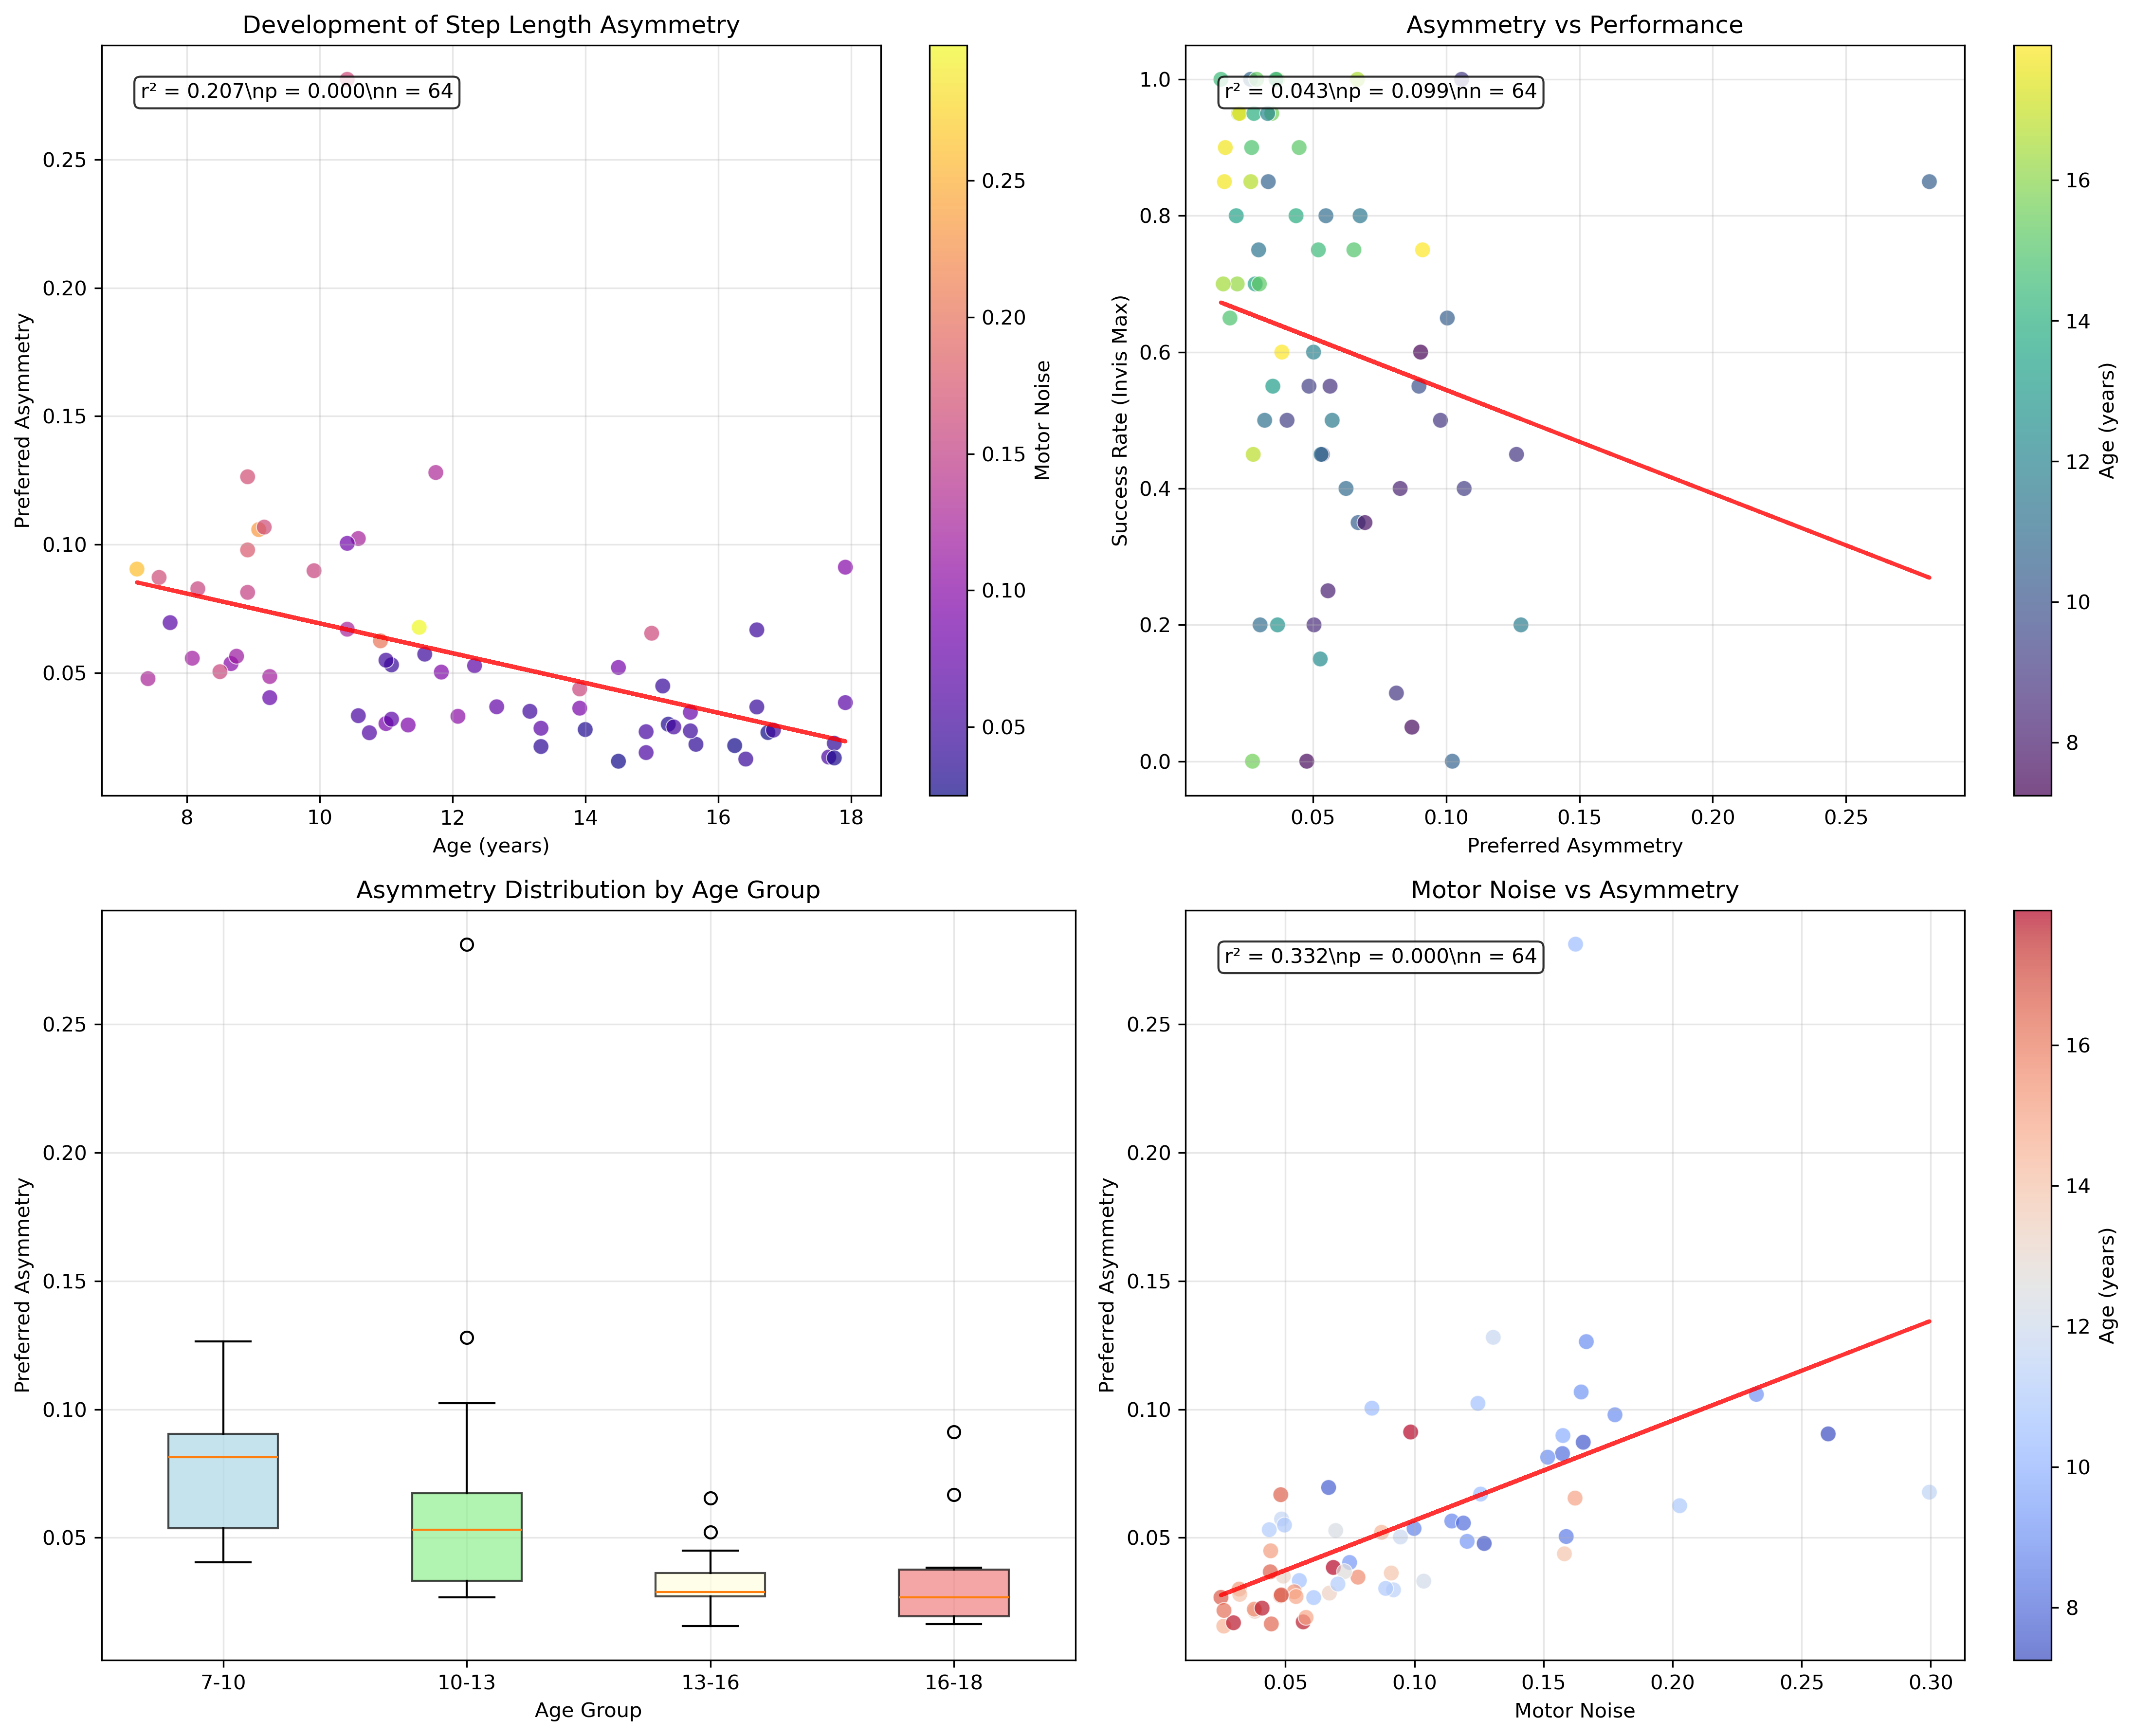 Development of Step Length Asymmetry
r² = 0.207\np = 0.000\nn = 64
Preferred Asymmetry
0.25
0.20
0.15
0.10
0.05
8 10 12 14 16 18
Age (years)
0.25
0.20
0.15
0.10
0.05
Motor Noise
Asymmetry vs Performance
r² = 0.043\np = 0.099\nn = 64
Success Rate (Invis Max)
1.0
0.8
0.6
0.4
0.2
0.0
0.05 0.10 0.15 0.20 0.25
Preferred Asymmetry
16
14
12
10
8
Age (years)
Asymmetry Distribution by Age Group
Preferred Asymmetry
0.25
0.20
0.15
0.10
0.05
7-10 10-13 13-16 16-18
Age Group
Motor Noise vs Asymmetry
r² = 0.332\np = 0.000\nn = 64
Preferred Asymmetry
0.25
0.20
0.15
0.10
0.05
0.05 0.10 0.15 0.20 0.25 0.30
Motor Noise
16
14
12
10
8
Age (years)